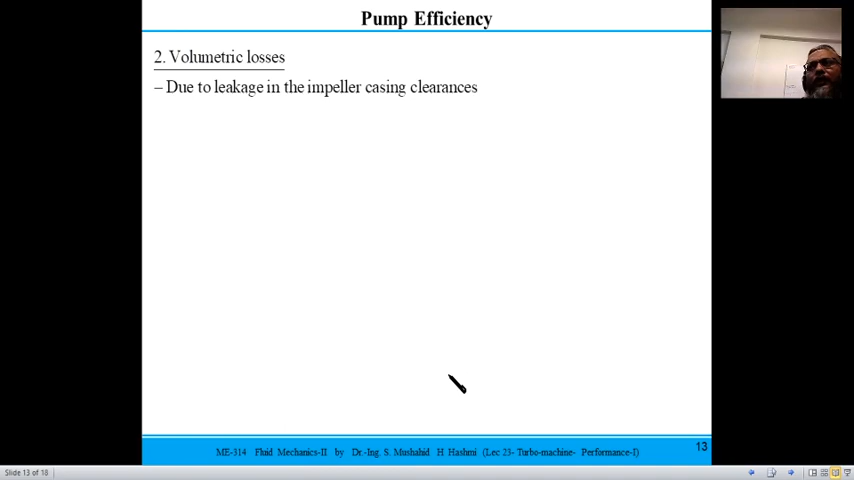 Pump Efficiency
2. Volumetric losses
– Due to leakage in the impeller casing clearances
ME-314 Fluid Mechanics-II by Dr.-Ing. S. Mushahid H Hashmi (Lec 23- Turbo-machine- Performance-I)
13
Slide 13 of 18